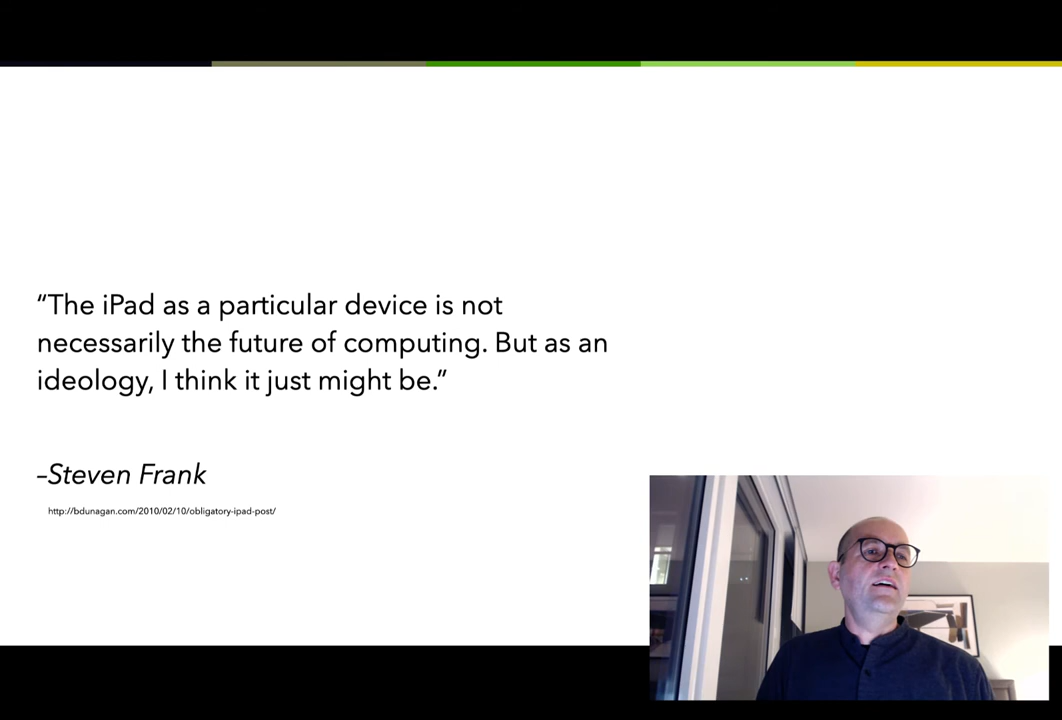 “The iPad as a particular device is not
necessarily the future of computing. But as an
ideology, I think it just might be.”
–Steven Frank
http://bdunagan.com/2010/02/10/obligatory-ipad-post/